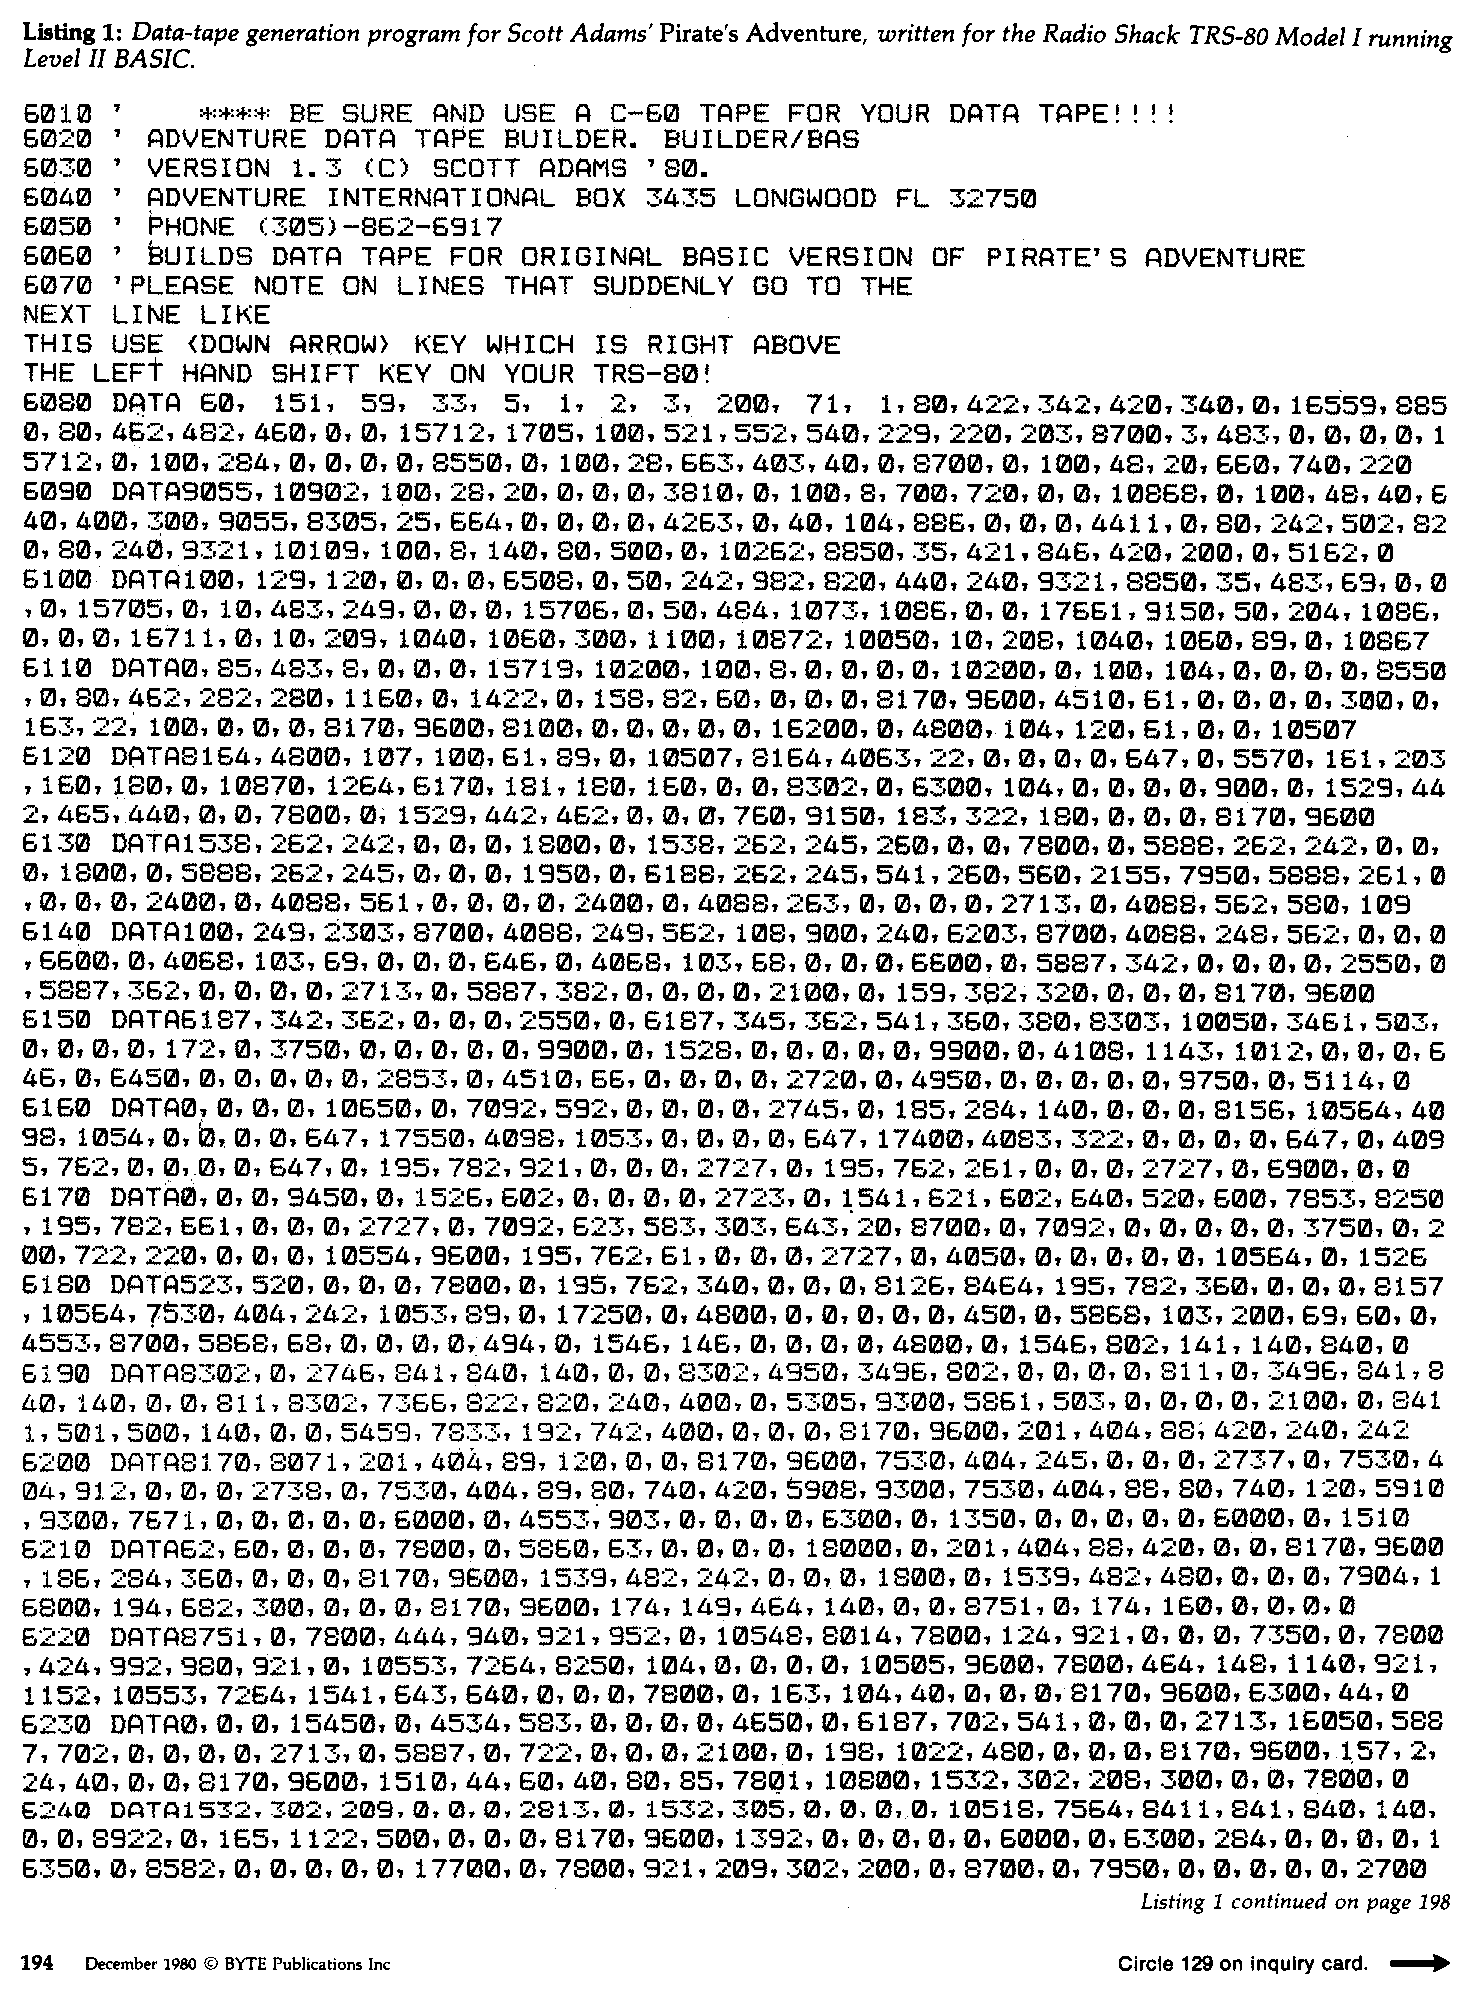 Listing 1: Data-tape generation program for Scott Adams' Pirate's Adventure, written for the Radio Shack TRS-80 Model I running
Level II BASIC.
6010 '    **** BE SURE AND USE A C-60 TAPE FOR YOUR DATA TAPE!!!!
6020 ' ADVENTURE DATA TAPE BUILDER. BUILDER/BAS
6030 ' VERSION 1.3 (C) SCOTT ADAMS '80.
6040 ' ADVENTURE INTERNATIONAL BOX 3435 LONGWOOD FL 32750
6050 ' PHONE (305)-862-6917
6060 ' BUILDS DATA TAPE FOR ORIGINAL BASIC VERSION OF PIRATE'S ADVENTURE
6070 'PLEASE NOTE ON LINES THAT SUDDENLY GO TO THE
NEXT LINE LIKE
THIS USE <DOWN ARROW> KEY WHICH IS RIGHT ABOVE
THE LEFT HAND SHIFT KEY ON YOUR TRS-80!
6080 DATA 60, 151, 59, 33, 5, 1, 2, 3, 200, 71, 1,80,422,342,420,340,0,16559,885
0,80,462,482,460,0,0,15712,1705,100,521,552,540,229,220,203,8700,3,483,0,0,0,0,1
5712,0,100,284,0,0,0,0,8550,0,100,28,663,403,40,0,8700,0,100,48,20,660,740,220
6090 DATA9055,10902,100,28,20,0,0,0,3810,0,100,8,700,720,0,0,10868,0,100,48,40,6
40,400,300,9055,8305,25,664,0,0,0,0,4263,0,40,104,886,0,0,0,4411,0,80,242,502,82
0,80,240,9321,10109,100,8,140,80,500,0,10262,8850,35,421,846,420,200,0,5162,0
6100 DATA100,129,120,0,0,0,6508,0,50,242,982,820,440,240,9321,8850,35,483,69,0,0
,0,15705,0,10,483,249,0,0,0,15706,0,50,484,1073,1086,0,0,17661,9150,50,204,1086,
0,0,0,16711,0,10,209,1040,1060,300,1100,10872,10050,10,208,1040,1060,89,0,10867
6110 DATA0,85,483,8,0,0,0,15719,10200,100,8,0,0,0,0,10200,0,100,104,0,0,0,0,8550
,0,80,462,282,280,1160,0,1422,0,158,82,60,0,0,0,8170,9600,4510,61,0,0,0,0,300,0,
163,22,100,0,0,0,8170,9600,8100,0,0,0,0,0,16200,0,4800,104,120,61,0,0,10507
6120 DATA8164,4800,107,100,61,89,0,10507,8164,4063,22,0,0,0,0,647,0,5570,161,203
,160,180,0,10870,1264,6170,181,180,160,0,0,8302,0,6300,104,0,0,0,0,900,0,1529,44
2,465,440,0,0,7800,0,1529,442,462,0,0,0,760,9150,183,322,180,0,0,0,8170,9600
6130 DATA1538,262,242,0,0,0,1800,0,1538,262,245,260,0,0,7800,0,5888,262,242,0,0,
0,1800,0,5888,262,245,0,0,0,1950,0,6188,262,245,541,260,560,2155,7950,5888,261,0
,0,0,0,2400,0,4088,561,0,0,0,0,2400,0,4088,263,0,0,0,0,2713,0,4088,562,580,109
6140 DATA100,249,2303,8700,4088,249,562,108,900,240,6203,8700,4088,248,562,0,0,0
,6600,0,4068,103,69,0,0,0,646,0,4068,103,68,0,0,0,6600,0,5887,342,0,0,0,0,2550,0
,5887,362,0,0,0,0,2713,0,5887,382,0,0,0,0,2100,0,159,382,320,0,0,0,8170,9600
6150 DATA6187,342,362,0,0,0,2550,0,6187,345,362,541,360,380,8303,10050,3461,503,
0,0,0,0,172,0,3750,0,0,0,0,0,9900,0,1528,0,0,0,0,0,9900,0,4108,1143,1012,0,0,0,6
46,0,6450,0,0,0,0,0,2853,0,4510,66,0,0,0,0,2720,0,4950,0,0,0,0,0,9750,0,5114,0
6160 DATA0,0,0,0,10650,0,7092,592,0,0,0,0,2745,0,185,284,140,0,0,0,8156,10564,40
98,1054,0,0,0,0,647,17550,4098,1053,0,0,0,0,647,17400,4083,322,0,0,0,0,647,0,409
5,762,0,0,0,0,647,0,195,782,921,0,0,0,2727,0,195,762,261,0,0,0,2727,0,6900,0,0
6170 DATA0,0,0,9450,0,1526,602,0,0,0,0,2723,0,1541,621,602,640,520,600,7853,8250
,195,782,661,0,0,0,2727,0,7092,623,583,303,643,20,8700,0,7092,0,0,0,0,0,3750,0,2
00,722,220,0,0,0,10554,9600,195,762,61,0,0,0,2727,0,4050,0,0,0,0,0,10564,0,1526
6180 DATA523,520,0,0,0,7800,0,195,762,340,0,0,0,8126,8464,195,782,360,0,0,0,8157
,10564,7530,404,242,1053,89,0,17250,0,4800,0,0,0,0,0,450,0,5868,103,200,69,60,0,
4553,8700,5868,68,0,0,0,0,494,0,1546,146,0,0,0,0,4800,0,1546,802,141,140,840,0
6190 DATA8302,0,2746,841,840,140,0,0,8302,4950,3496,802,0,0,0,0,811,0,3496,841,8
40,140,0,0,811,8302,7366,822,820,240,400,0,5305,9300,5861,503,0,0,0,0,2100,0,841
1,501,500,140,0,0,5459,7833,192,742,400,0,0,0,8170,9600,201,404,88,420,240,242
6200 DATA8170,8071,201,404,89,120,0,0,8170,9600,7530,404,245,0,0,0,2737,0,7530,4
04,912,0,0,0,2738,0,7530,404,89,80,740,420,5908,9300,7530,404,88,80,740,120,5910
,9300,7671,0,0,0,0,0,6000,0,4553,903,0,0,0,0,6300,0,1350,0,0,0,0,0,6000,0,1510
6210 DATA62,60,0,0,0,7800,0,5860,63,0,0,0,0,18000,0,201,404,88,420,0,0,8170,9600
,186,284,360,0,0,0,8170,9600,1539,482,242,0,0,0,1800,0,1539,482,480,0,0,0,7904,1
6800,194,682,300,0,0,0,8170,9600,174,149,464,140,0,0,8751,0,174,160,0,0,0,0
6220 DATA8751,0,7800,444,940,921,952,0,10548,8014,7800,124,921,0,0,0,7350,0,7800
,424,992,980,921,0,10553,7264,8250,104,0,0,0,0,10505,9600,7800,464,148,1140,921,
1152,10553,7264,1541,643,640,0,0,0,7800,0,163,104,40,0,0,0,8170,9600,6300,44,0
6230 DATA0,0,0,15450,0,4534,583,0,0,0,0,4650,0,6187,702,541,0,0,0,2713,16050,588
7,702,0,0,0,0,2713,0,5887,0,722,0,0,0,2100,0,198,1022,480,0,0,0,8170,9600,157,2,
24,40,0,0,8170,9600,1510,44,60,40,80,85,7801,10800,1532,302,208,300,0,0,7800,0
6240 DATA1532,302,209,0,0,0,2813,0,1532,305,0,0,0,0,10518,7564,8411,841,840,140,
0,0,8922,0,165,1122,500,0,0,0,8170,9600,1392,0,0,0,0,0,6000,0,6300,284,0,0,0,0,1
6350,0,8582,0,0,0,0,0,17700,0,7800,921,209,302,200,0,8700,0,7950,0,0,0,0,0,2700
Listing 1 continued on page 198
194 December 1980 © BYTE Publications Inc
Circle 129 on inquiry card.